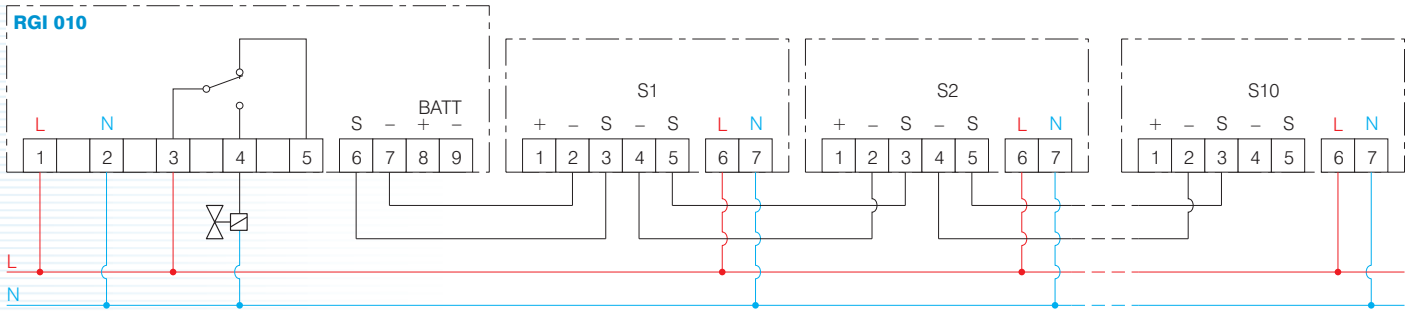 RGI 010
S1 S2 S10
BATT
L N S – + – + – S – S L N + – S – S L N + – S – S L N
1 2 3 4 5 6 7 8 9 1 2 3 4 5 6 7 1 2 3 4 5 6 7 1 2 3 4 5 6 7
L
N